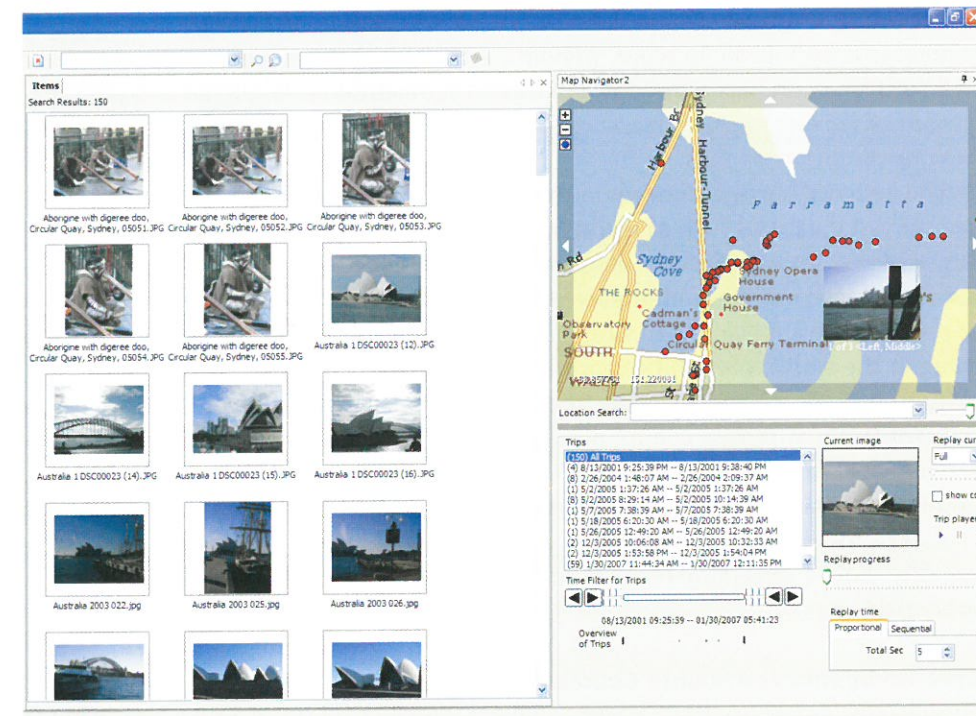 Items
Search Results: 150
Aborigine with digeree doo,
Circular Quay, Sydney, 05051.JPG
Aborigine with digeree doo,
Circular Quay, Sydney, 05052.JPG
Aborigine with digeree doo,
Circular Quay, Sydney, 05053.JPG
Aborigine with digeree doo,
Circular Quay, Sydney, 05054.JPG
Aborigine with digeree doo,
Circular Quay, Sydney, 05055.JPG
Australia 1 DSC00023 (12).JPG
Australia 1 DSC00023 (14).JPG
Australia 1 DSC00023 (15).JPG
Australia 1 DSC00023 (16).JPG
Australia 2003 022.jpg
Australia 2003 025.jpg
Australia 2003 026.jpg
Map Navigator2
Harbour Br
Sydney Harbour-Tunnel
Parramatta
Sydney
Cove
Rd
THE ROCKS
Sydney Opera
House
Government
House
Cadman's
Cottage
Observatory
Park
Circular Quay Ferry Terminal
SOUTH
WALES
151.220081
1 of 1 <Left, Middle>
Location Search:
Trips
(150) All Trips
(4) 8/13/2001 9:25:39 PM -- 8/13/2001 9:38:40 PM
(8) 2/26/2004 1:48:07 AM -- 2/26/2004 2:09:37 AM
(1) 5/2/2005 1:37:26 AM -- 5/2/2005 1:37:26 AM
(8) 5/2/2005 8:29:14 AM -- 5/2/2005 10:14:39 AM
(1) 5/7/2005 7:38:39 AM -- 5/7/2005 7:38:39 AM
(1) 5/18/2005 6:20:30 AM -- 5/18/2005 6:20:30 AM
(1) 5/26/2005 12:49:20 AM -- 5/26/2005 12:49:20 AM
(2) 12/3/2005 10:06:08 AM -- 12/3/2005 10:32:33 AM
(2) 12/3/2005 1:53:58 PM -- 12/3/2005 1:54:04 PM
(59) 1/30/2007 11:44:34 AM -- 1/30/2007 12:11:35 PM
Time Filter for Trips
08/13/2001 09:25:39 -- 01/30/2007 05:41:23
Overview
of Trips
Current image
Replay cur
Full
show co
Trip player
Replay progress
Replay time
Proportional
Sequential
Total Sec 5